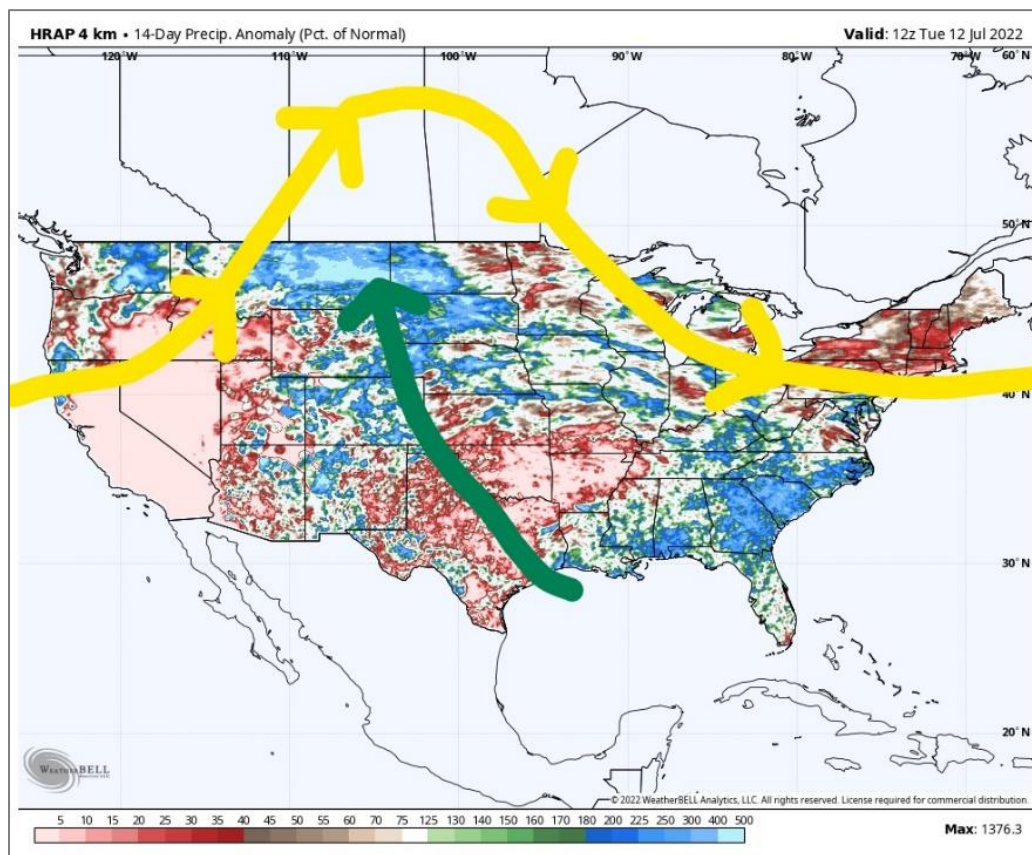 HRAP 4 km • 14-Day Precip. Anomaly (Pct. of Normal) Valid: 12z Tue 12 Jul 2022
120°W 110°W 100°W 90°W 80°W 70°W 60°N
50°N
40°N
30°N
20°N
WEATHERBELL
© 2022 WeatherBELL Analytics, LLC. All rights reserved. License required for commercial distribution.
5 10 15 20 25 30 35 40 45 50 55 60 70 75 125 130 140 150 160 170 180 200 225 250 300 400 500 Max: 1376.3